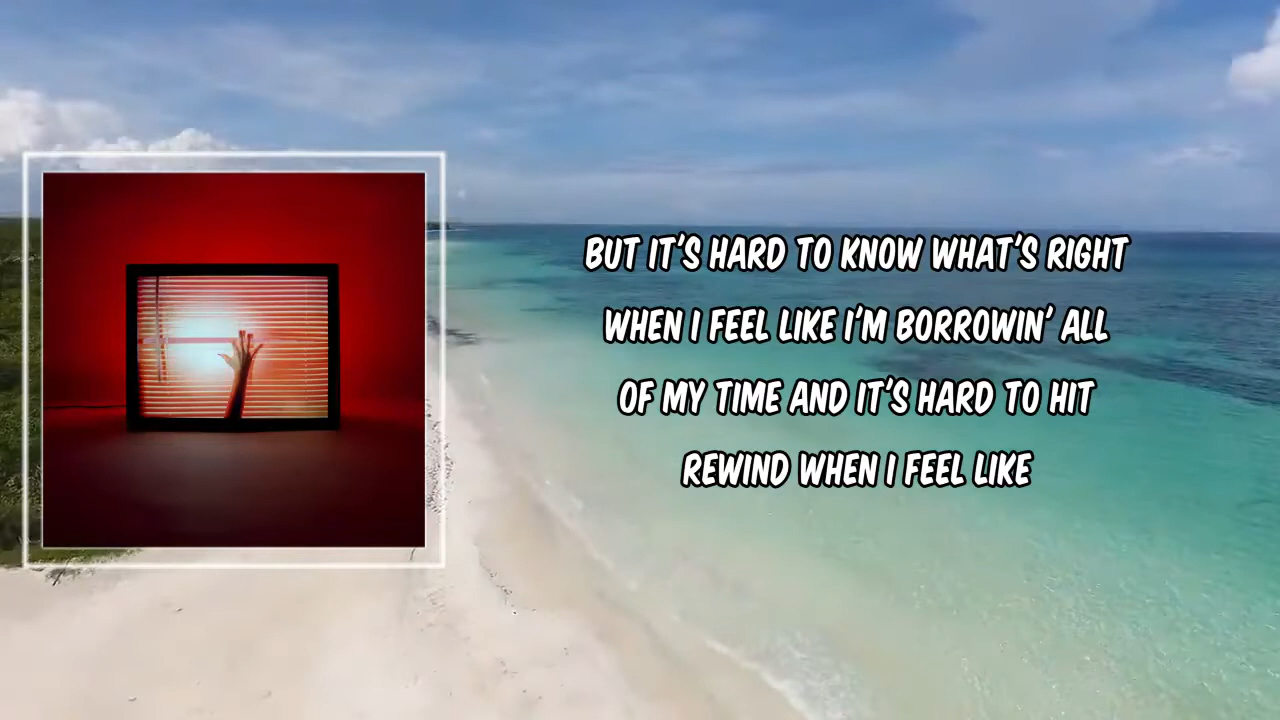 BUT IT'S HARD TO KNOW WHAT'S RIGHT
WHEN I FEEL LIKE I'M BORROWIN' ALL
OF MY TIME AND IT'S HARD TO HIT
REWIND WHEN I FEEL LIKE